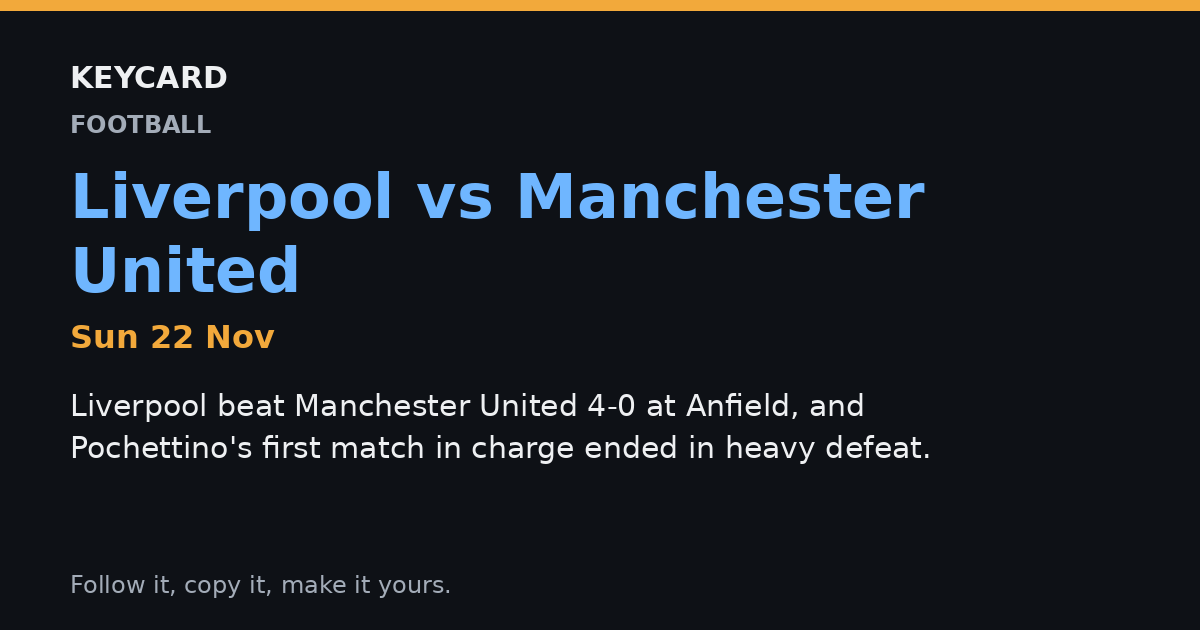 KEYCARD
FOOTBALL
Liverpool vs Manchester
United
Sun 22 Nov
Liverpool beat Manchester United 4-0 at Anfield, and
Pochettino's first match in charge ended in heavy defeat.
Follow it, copy it, make it yours.